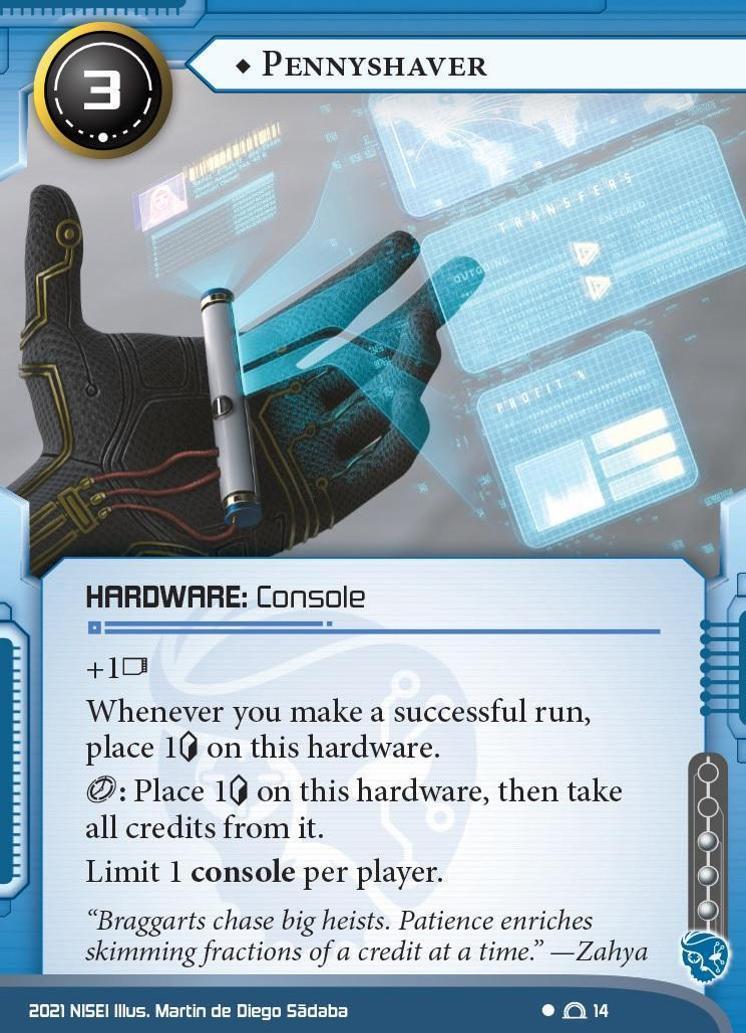 3
◆ PENNYSHAVER
TRANSFERS
OUTGOING
PROFIT %
HARDWARE: Console
+1
Whenever you make a successful run,
place 1 on this hardware.
: Place 1 on this hardware, then take
all credits from it.
Limit 1 console per player.
“Braggarts chase big heists. Patience enriches
skimming fractions of a credit at a time.” —Zahya
2021 NISEI Illus. Martin de Diego Sādaba
14